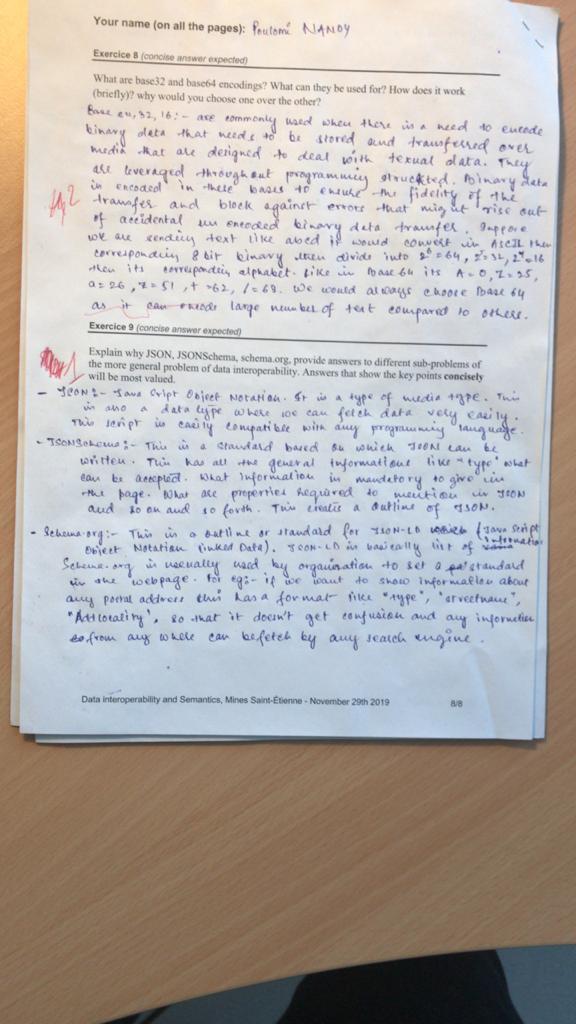 Your name (on all the pages): Poulomi NANDY
Exercice 8 (concise answer expected)
What are base32 and base64 encodings? What can they be used for? How does it work
(briefly)? why would you choose one over the other?
Base 64, 32, 16:- are commonly used when there is a need to encode
binary data that needs to be stored and transferred over
media that are designed to deal with texual data. They
are leveraged throughout programming Binary data
is encoded in these bases to ensure the fidelity of the
transfer and block against errors that might rise out
of accidental un encoded binary data transfer. Suppose
we are sending text like abcd it would convert in ASCII then
corresponding 8 bit binary then divide into 2⁶=64, 2⁵=32, 2⁴=16
then its corresponding alphabet. Like in Base 64 its A=0, Z=25,
a=26, z=51, + =62, /=63. We would always choose Base 64
as it can encode large number of text compared to others.
2
Exercice 9 (concise answer expected)
1
Explain why JSON, JSONSchema, schema.org, provide answers to different sub-problems of
the more general problem of data interoperability. Answers that show the key points concisely
will be most valued.
- JSON:- Java Script Object Notation. It is a type of media type. This
is also a data type where we can fetch data very easily.
This script is easily compatible with any programming language.
- JSONSchema:- This is a standard based on which JSON can be
written. This has all the general informations like "type" what
can be accepted. What information is mandatory to give in
the page. What are properties required to mention in JSON
and so on and so forth. This creates a outline of JSON.
- Schema.org:- This is a outline or standard for JSON-LD (Java Script
Object Notation Linked Data). JSON-LD is basically list of information
Schema.org is usually used by organisation to set a standard
in the webpage. For eg:- if we want to show information about
any postal address this has a format like "type", "streetname",
so that it doesn't get confusion and any information
from any where can be fetch by any search engine.
Data Interoperability and Semantics, Mines Saint-Étienne - November 29th 2019
8/8